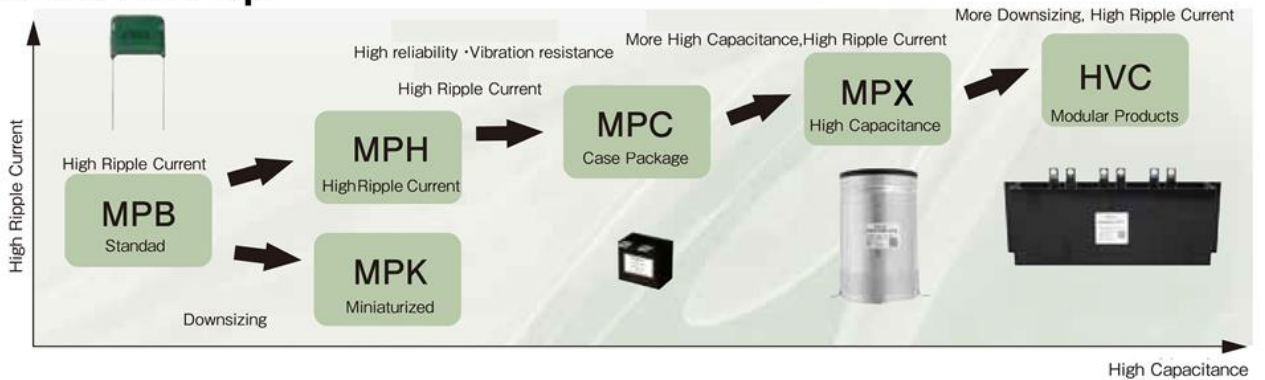 More Downsizing, High Ripple Current
More High Capacitance,High Ripple Current
High reliability ・Vibration resistance
High Ripple Current
High Ripple Current
High Ripple Current
MPB
Standad
MPH
HighRipple Current
MPK
Miniaturized
Downsizing
MPC
Case Package
MPX
High Capacitance
HVC
Modular Products
High Capacitance